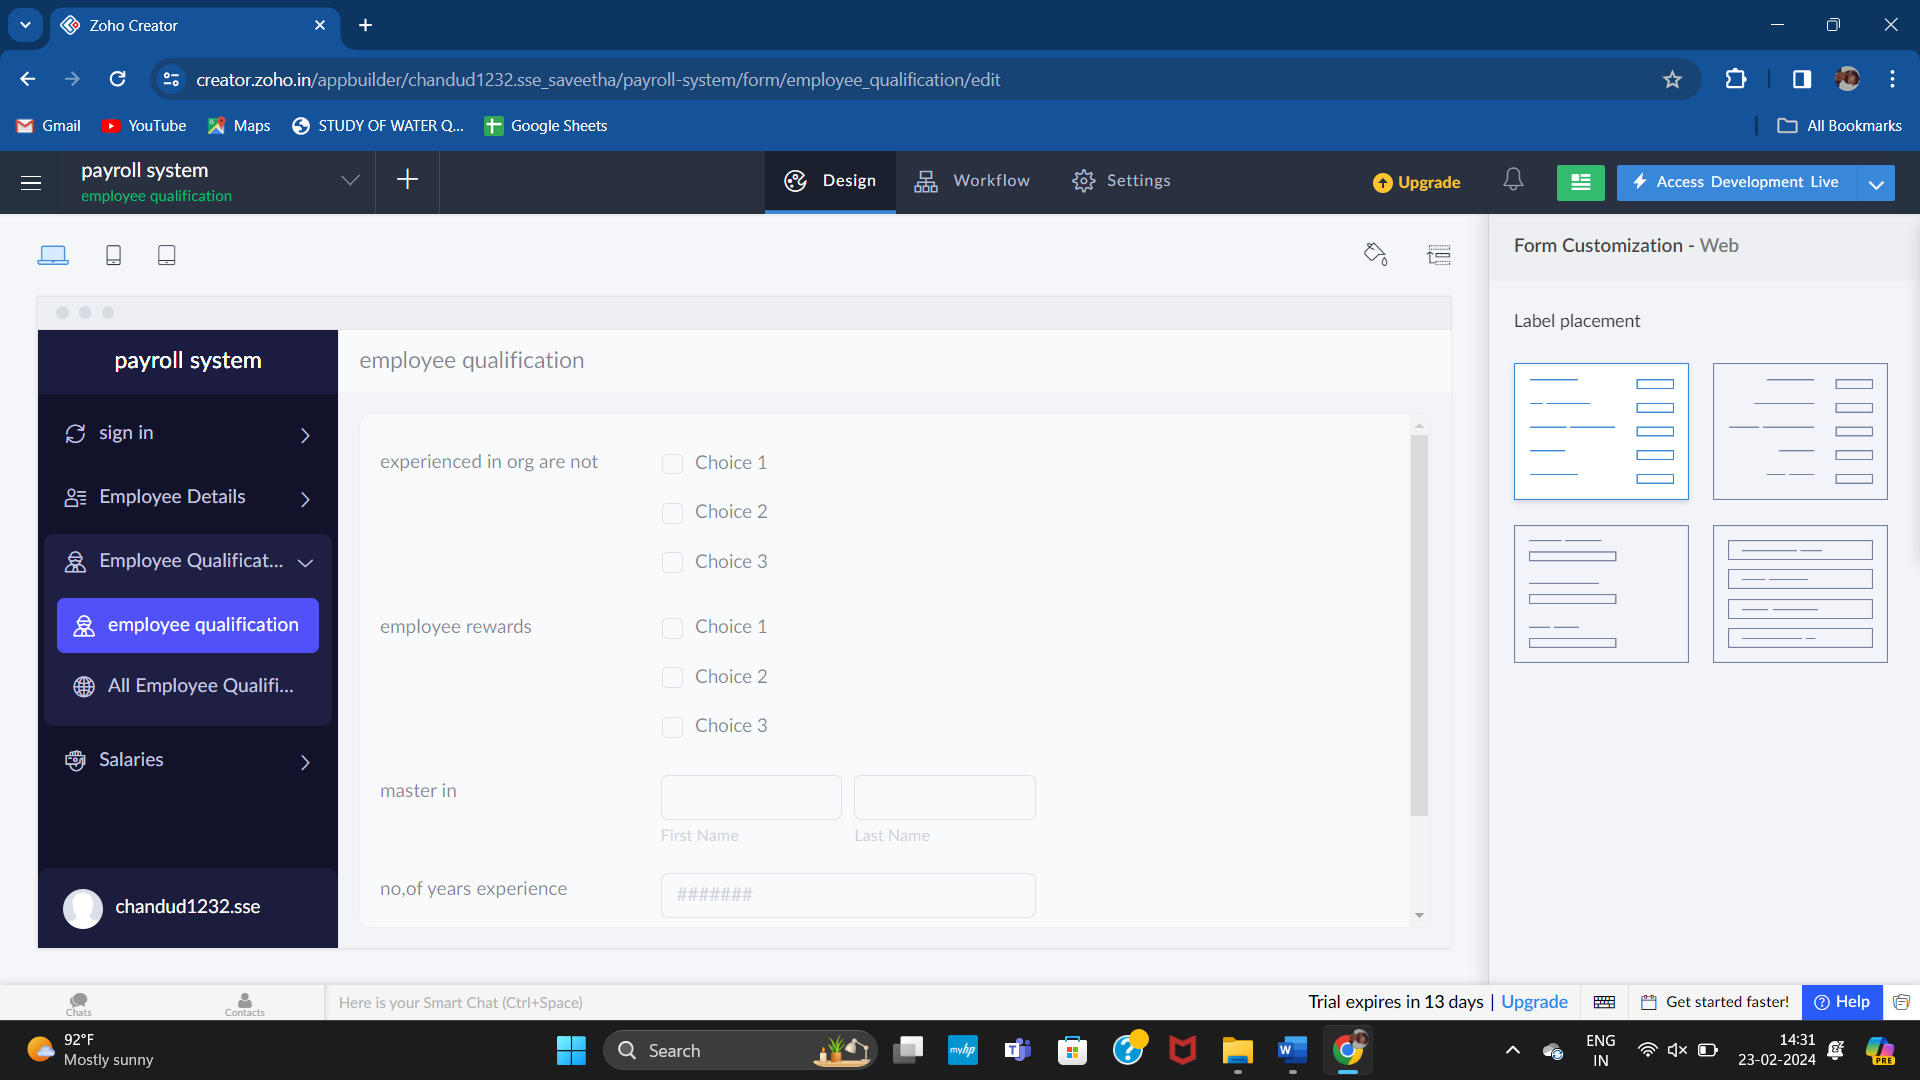 Zoho Creator
creator.zoho.in/appbuilder/chandud1232.sse_saveetha/payroll-system/form/employee_qualification/edit
Gmail YouTube Maps STUDY OF WATER Q... Google Sheets All Bookmarks
payroll system
employee qualification
Design Workflow Settings Upgrade Access Development Live
Form Customization - Web
Label placement
payroll system
employee qualification
sign in
Employee Details
Employee Qualificat...
employee qualification
All Employee Qualifi...
Salaries
chandud1232.sse
experienced in org are not
Choice 1
Choice 2
Choice 3
employee rewards
Choice 1
Choice 2
Choice 3
master in
First Name Last Name
no,of years experience
#######
Chats
Contacts
Here is your Smart Chat (Ctrl+Space)
Trial expires in 13 days | Upgrade
Get started faster!
Help
92°F
Mostly sunny
Search
myhp
ENG
IN
14:31
23-02-2024
PRE